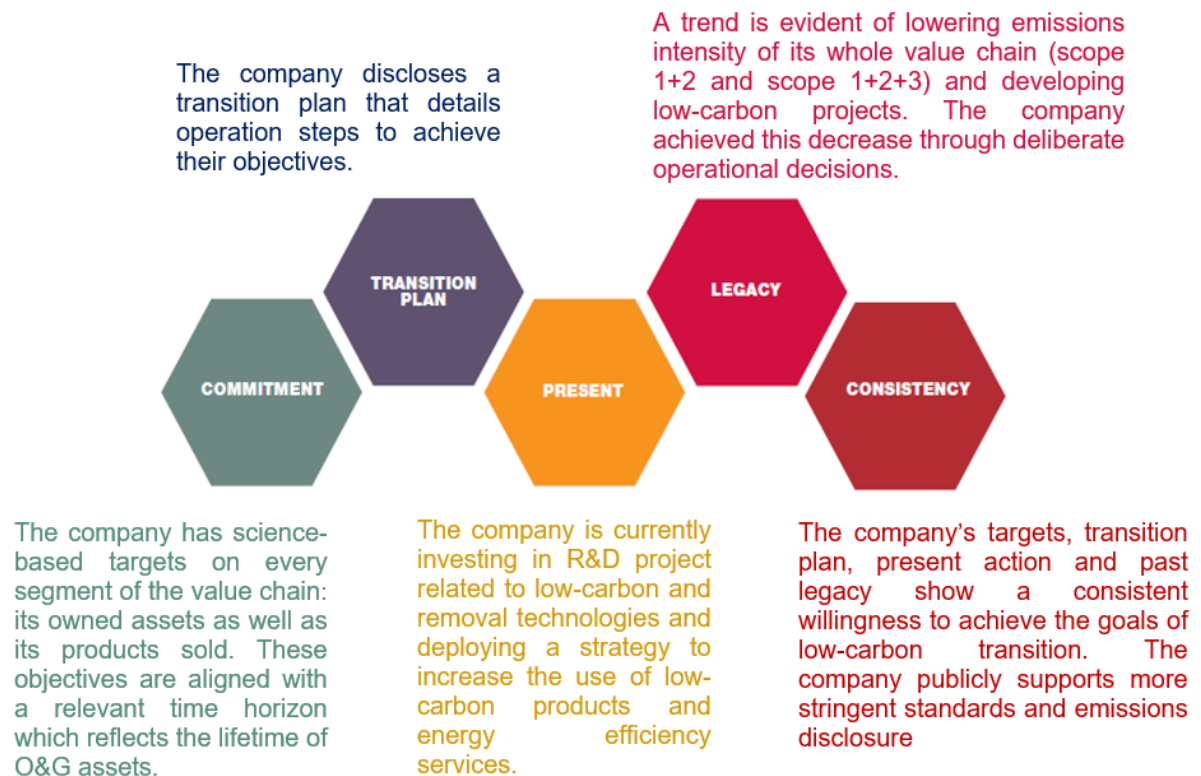 The company discloses a
transition plan that details
operation steps to achieve
their objectives.
A trend is evident of lowering emissions
intensity of its whole value chain (scope
1+2 and scope 1+2+3) and developing
low-carbon projects. The company
achieved this decrease through deliberate
operational decisions.
COMMITMENT
TRANSITION
PLAN
PRESENT
LEGACY
CONSISTENCY
The company has science-
based targets on every
segment of the value chain:
its owned assets as well as
its products sold. These
objectives are aligned with
a relevant time horizon
which reflects the lifetime of
O&G assets.
The company is currently
investing in R&D project
related to low-carbon and
removal technologies and
deploying a strategy to
increase the use of low-
carbon products and
energy efficiency
services.
The company’s targets, transition
plan, present action and past
legacy show a consistent
willingness to achieve the goals of
low-carbon transition. The
company publicly supports more
stringent standards and emissions
disclosure